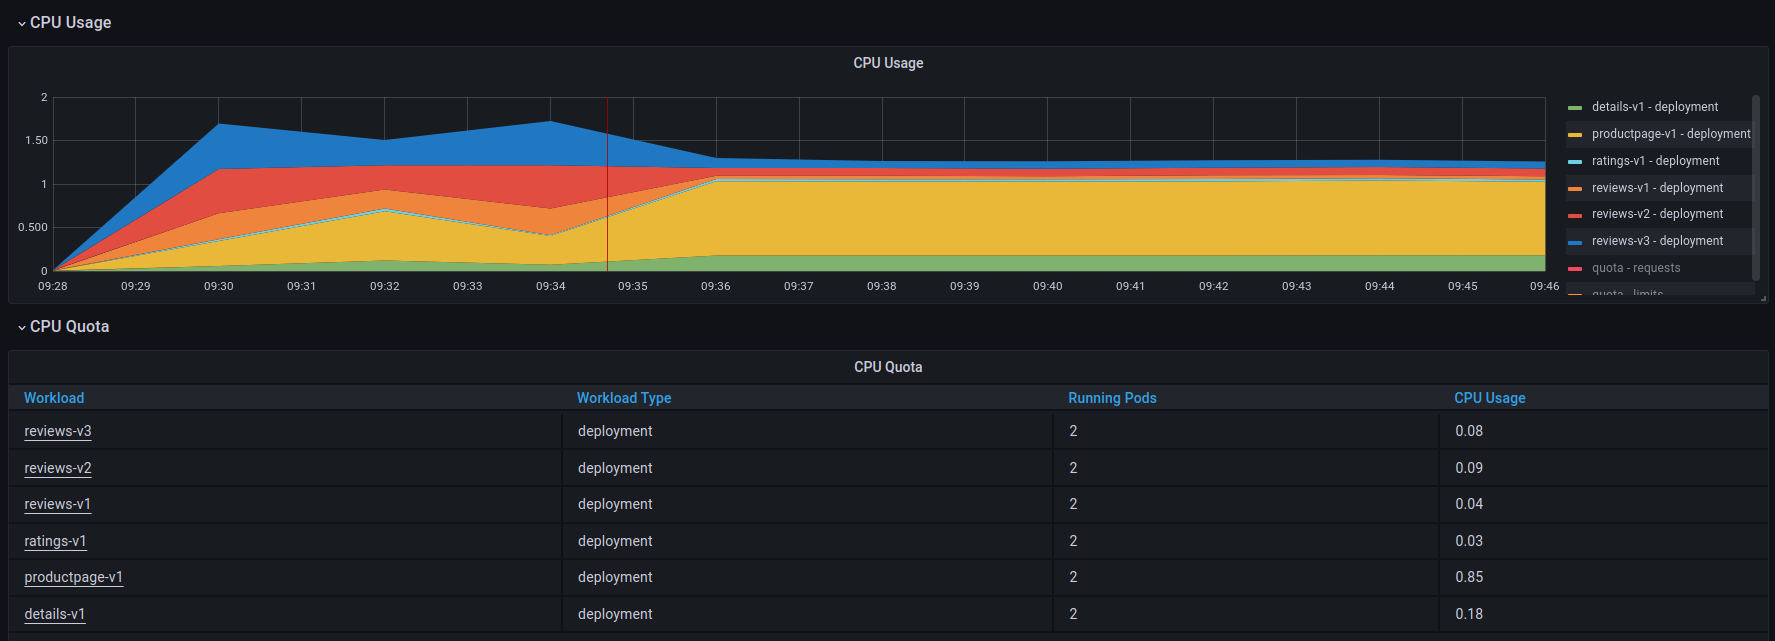 CPU Usage
CPU Usage
2
1.50
1
0.500
0
09:28 09:29 09:30 09:31 09:32 09:33 09:34 09:35 09:36 09:37 09:38 09:39 09:40 09:41 09:42 09:43 09:44 09:45 09:46
details-v1 - deployment
productpage-v1 - deployment
ratings-v1 - deployment
reviews-v1 - deployment
reviews-v2 - deployment
reviews-v3 - deployment
quota - requests
quota - limits
CPU Quota
CPU Quota
Workload Workload Type Running Pods CPU Usage
reviews-v3 deployment 2 0.08
reviews-v2 deployment 2 0.09
reviews-v1 deployment 2 0.04
ratings-v1 deployment 2 0.03
productpage-v1 deployment 2 0.85
details-v1 deployment 2 0.18